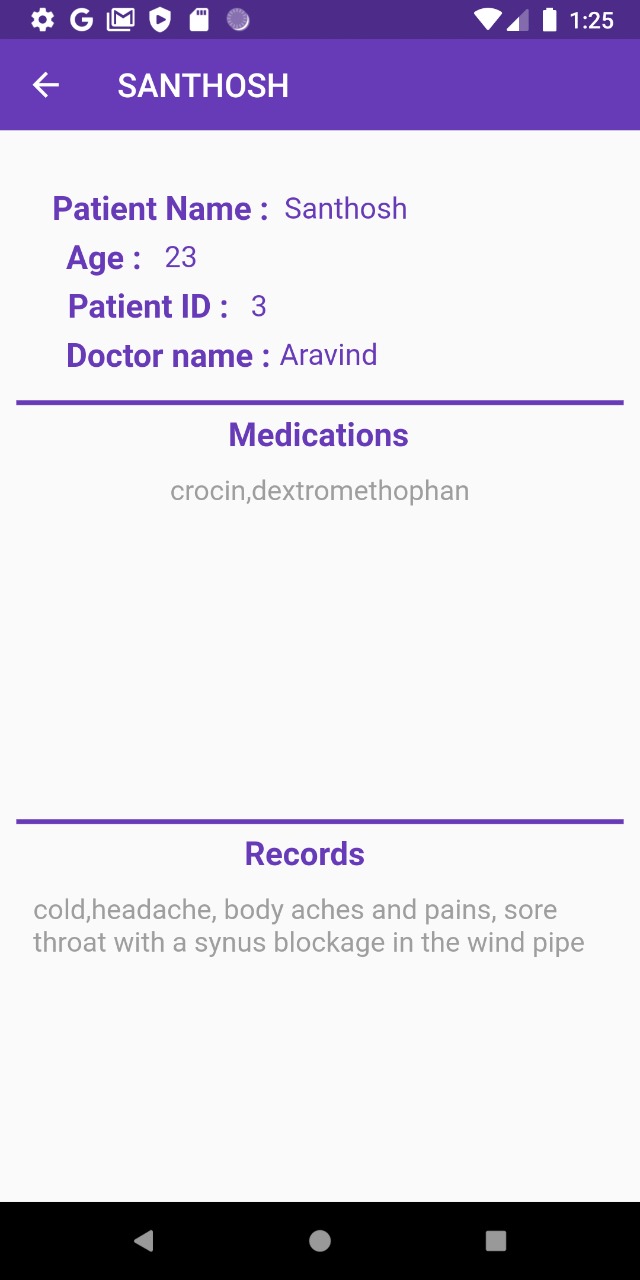 1:25
SANTHOSH
Patient Name : Santhosh
Age : 23
Patient ID : 3
Doctor name : Aravind
Medications
crocin,dextromethophan
Records
cold,headache, body aches and pains, sore
throat with a synus blockage in the wind pipe